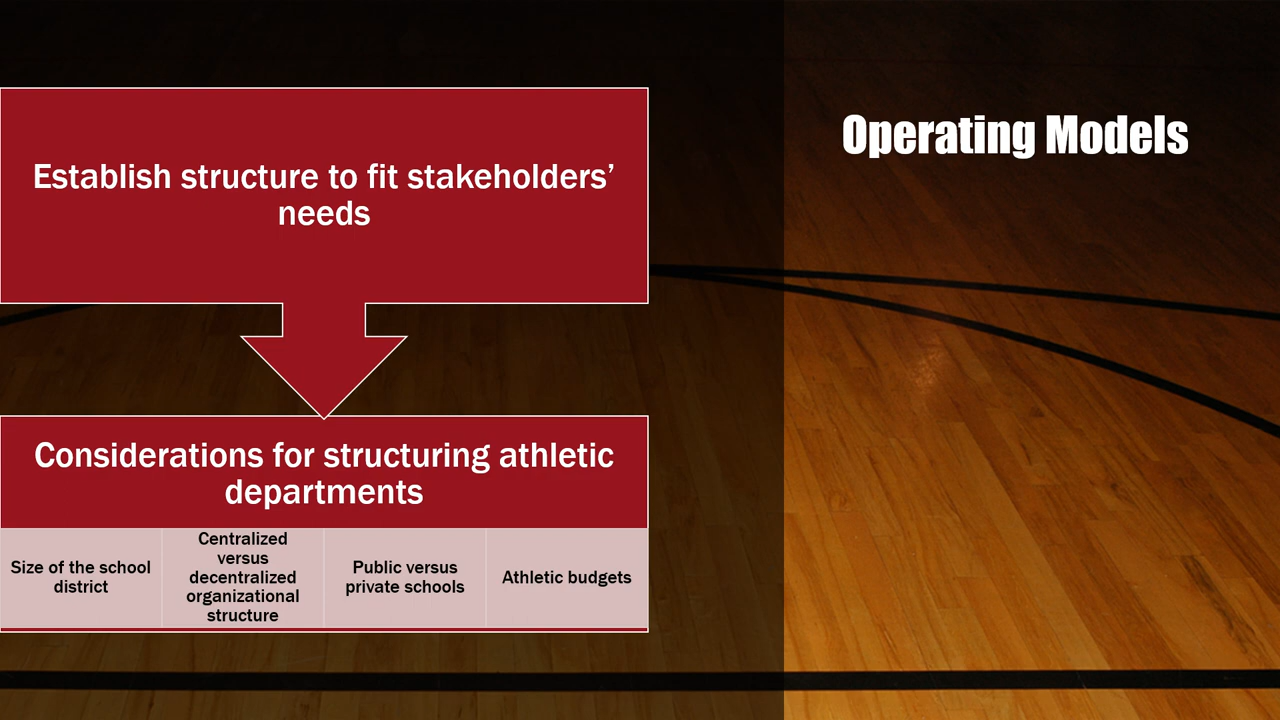 Operating Models
Establish structure to fit stakeholders’
needs
Considerations for structuring athletic
departments
Size of the school
district
Centralized
versus
decentralized
organizational
structure
Public versus
private schools
Athletic budgets